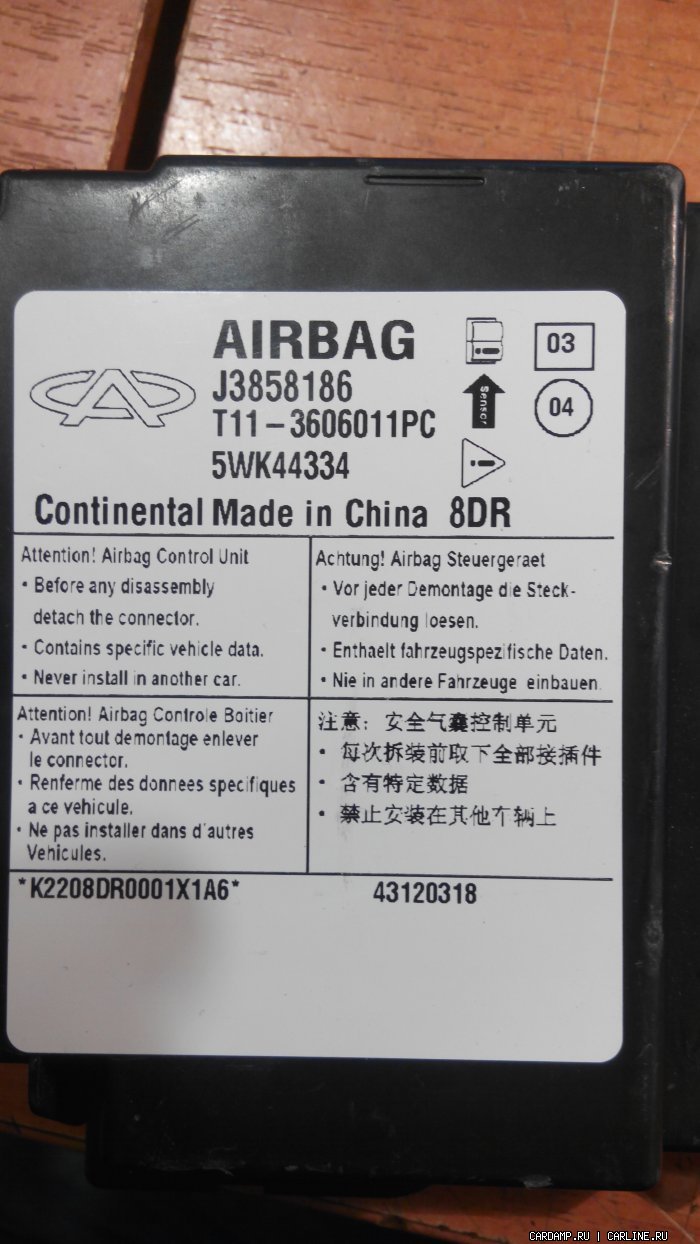 AIRBAG
J3858186
T11-3606011PC
5WK44334
03
04
Sensor
Continental Made in China 8DR
Attention! Airbag Control Unit
• Before any disassembly
detach the connector.
• Contains specific vehicle data.
• Never install in another car.
Achtung! Airbag Steuergeraet
• Vor jeder Demontage die Steck-
verbindung loesen.
• Enthaelt fahrzeugspezifische Daten.
• Nie in andere Fahrzeuge einbauen.
Attention! Airbag Controle Boitier
• Avant tout demontage enlever
le connector.
• Renferme des donnees specifiques
a ce vehicule.
• Ne pas installer dans d'autres
Vehicules.
注意：安全气囊控制单元
• 每次拆装前取下全部接插件
• 含有特定数据
• 禁止安装在其他车辆上
*K2208DR0001X1A6*
43120318
CARDAMP.RU | CARLINE.RU